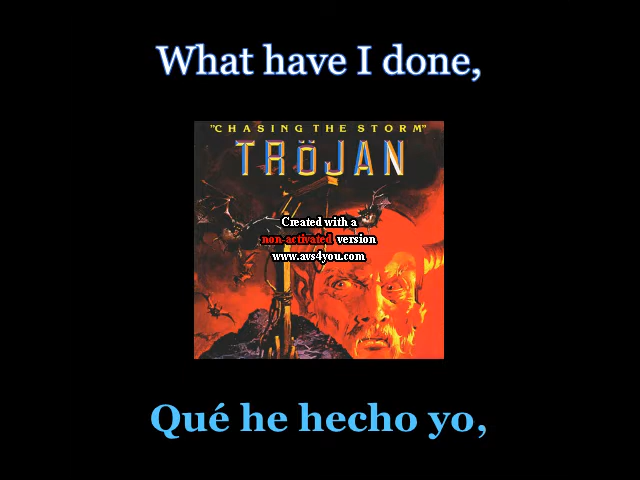 What have I done,
"CHASING THE STORM"
TRÖJAN
Created with a
non-activated version
www.avs4you.com
Qué he hecho yo,